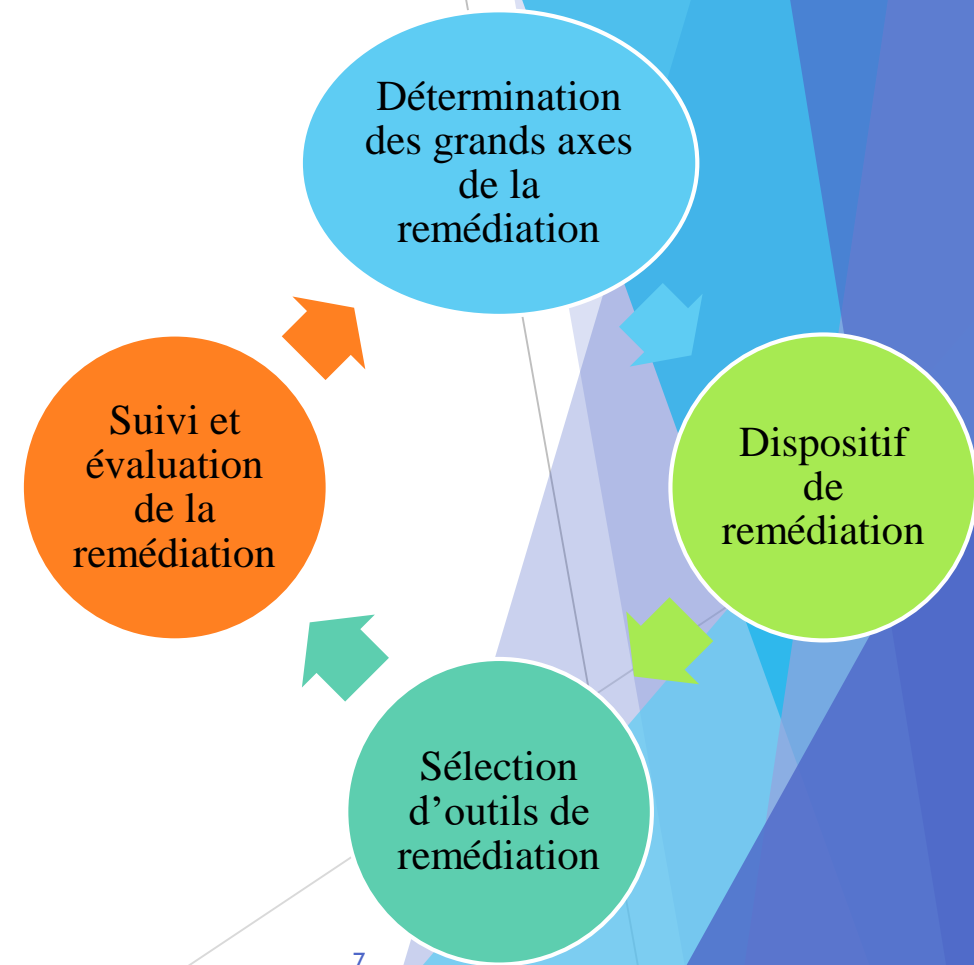 Détermination
des grands axes
de la
remédiation
Dispositif
de
remédiation
Sélection
d’outils de
remédiation
Suivi et
évaluation
de la
remédiation
7